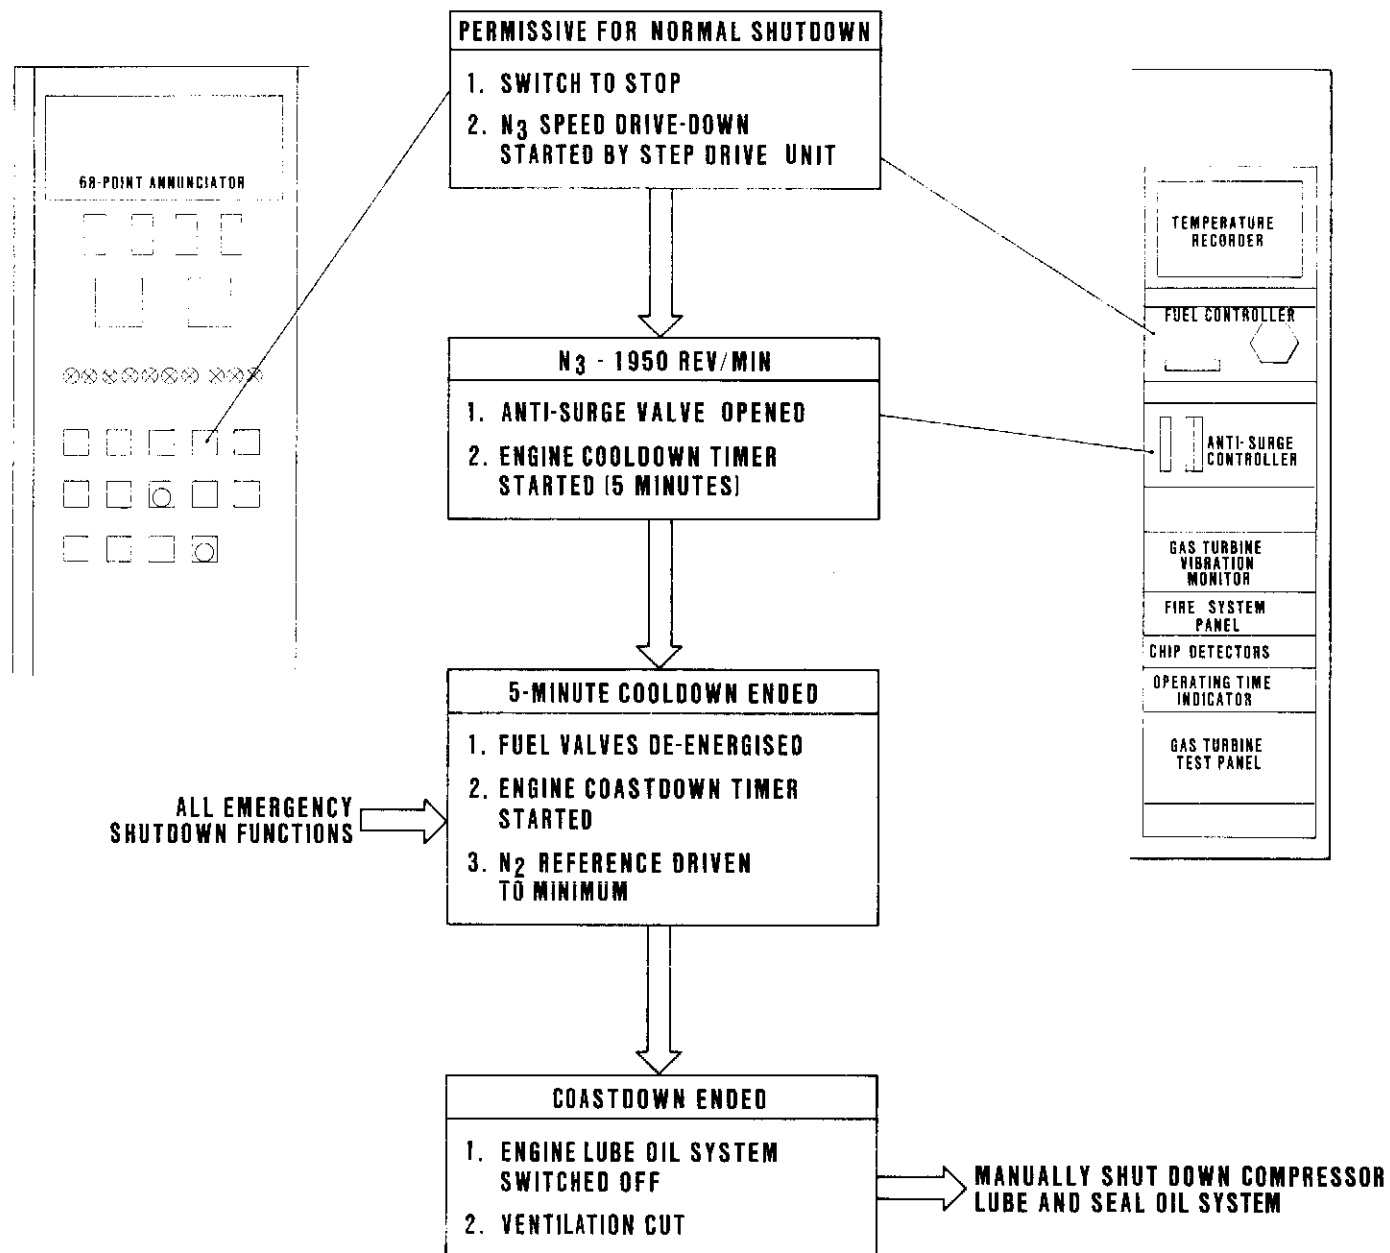 PERMISSIVE FOR NORMAL SHUTDOWN
1. SWITCH TO STOP
2. N3 SPEED DRIVE-DOWN
STARTED BY STEP DRIVE UNIT
68-POINT ANNUNCIATOR
TEMPERATURE
RECORDER
FUEL CONTROLLER
N3 - 1950 REV/MIN
1. ANTI-SURGE VALVE OPENED
2. ENGINE COOLDOWN TIMER
STARTED (5 MINUTES)
ANTI-SURGE
CONTROLLER
GAS TURBINE
VIBRATION
MONITOR
FIRE SYSTEM
PANEL
CHIP DETECTORS
OPERATING TIME
INDICATOR
GAS TURBINE
TEST PANEL
5-MINUTE COOLDOWN ENDED
1. FUEL VALVES DE-ENERGISED
2. ENGINE COASTDOWN TIMER
STARTED
3. N2 REFERENCE DRIVEN
TO MINIMUM
ALL EMERGENCY
SHUTDOWN FUNCTIONS
COASTDOWN ENDED
1. ENGINE LUBE OIL SYSTEM
SWITCHED OFF
2. VENTILATION CUT
MANUALLY SHUT DOWN COMPRESSOR
LUBE AND SEAL OIL SYSTEM